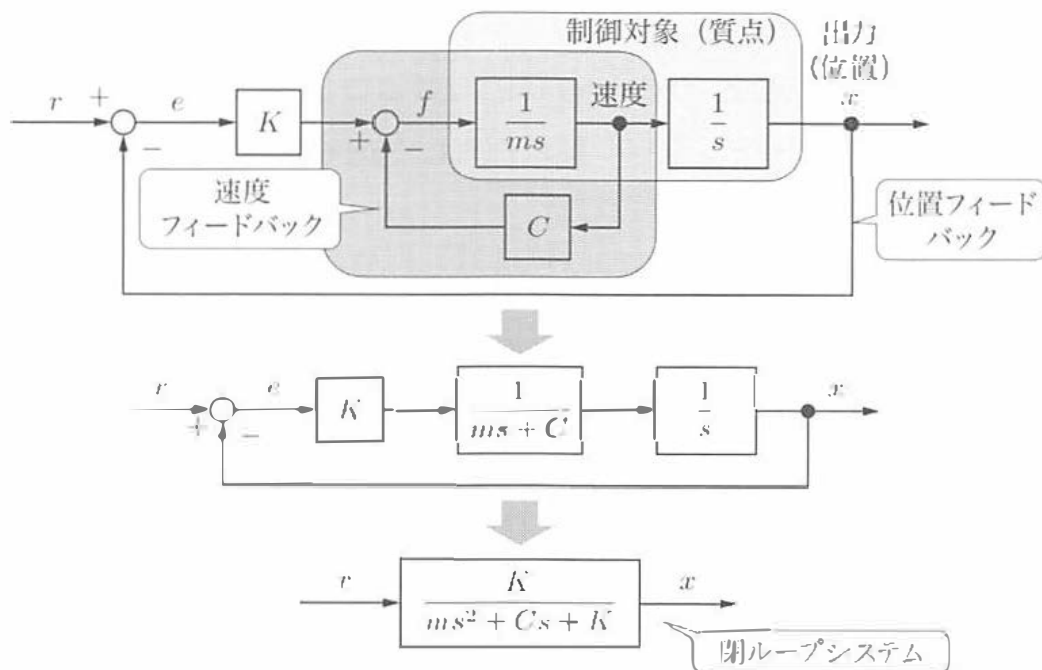 制御対象（質点）
出力
（位置）
r + e K + f 1/ms 速度 1/s x
− −
速度
フィードバック
C
位置フィード
バック
r e K 1/(ms + C) 1/s x
+ −
r K/(ms² + Cs + K) x
閉ループシステム